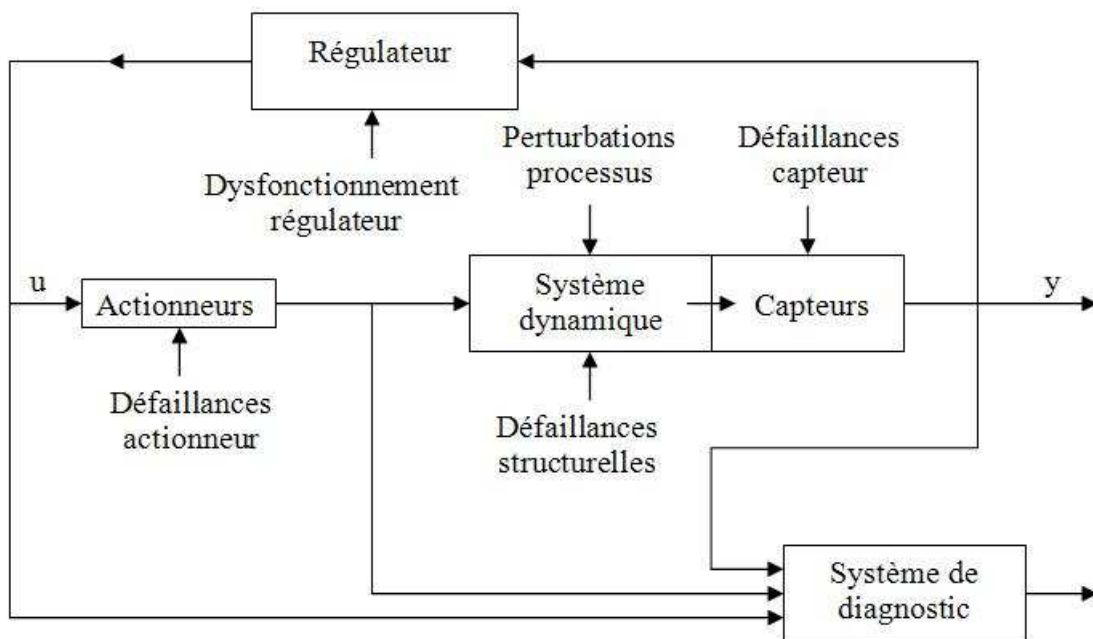 Régulateur
Perturbations
processus
Défaillances
capteur
Dysfonctionnement
régulateur
u
Actionneurs
Système
dynamique
Capteurs
y
Défaillances
actionneur
Défaillances
structurelles
Système de
diagnostic